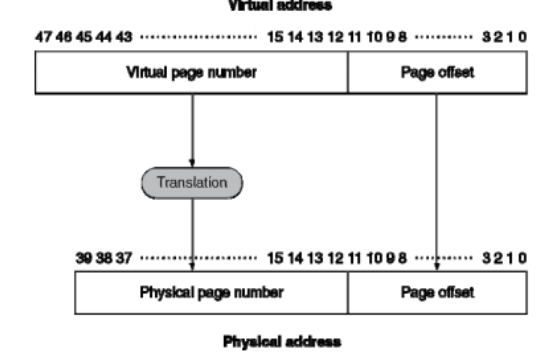 Virtual address
47 46 45 44 43 ........................ 15 14 13 12 11 10 9 8 ........... 3 2 1 0
Virtual page number Page offset
Translation
39 38 37 ........................ 15 14 13 12 11 10 9 8 ........... 3 2 1 0
Physical page number Page offset
Physical address